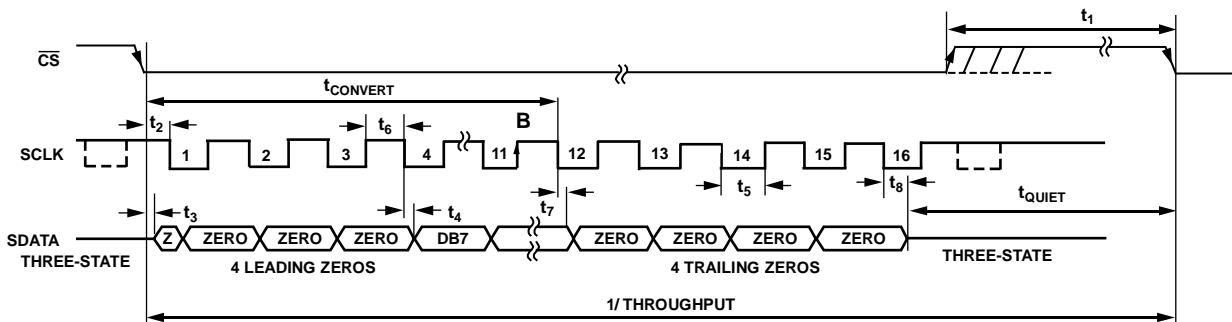 t1
CS
tCONVERT
B
t2
t6
SCLK
1 2 3 4 11 12 13 14 15 16
t5
t8
t3
t4
t7
tQUIET
SDATA
Z ZERO ZERO ZERO DB7 ZERO ZERO ZERO ZERO
THREE-STATE
4 LEADING ZEROS
4 TRAILING ZEROS
THREE-STATE
1/ THROUGHPUT